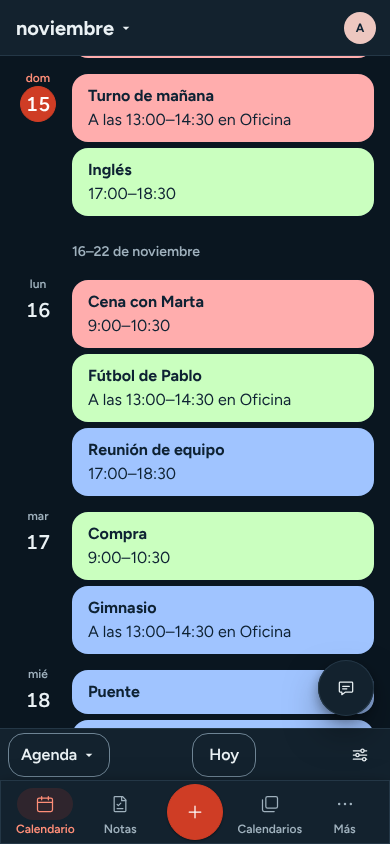 noviembre
A
dom
15
Turno de mañana
A las 13:00–14:30 en Oficina
Inglés
17:00–18:30
16–22 de noviembre
lun
16
Cena con Marta
9:00–10:30
Fútbol de Pablo
A las 13:00–14:30 en Oficina
Reunión de equipo
17:00–18:30
mar
17
Compra
9:00–10:30
Gimnasio
A las 13:00–14:30 en Oficina
mié
18
Puente
Agenda
Hoy
Calendario
Notas
Calendarios
Más